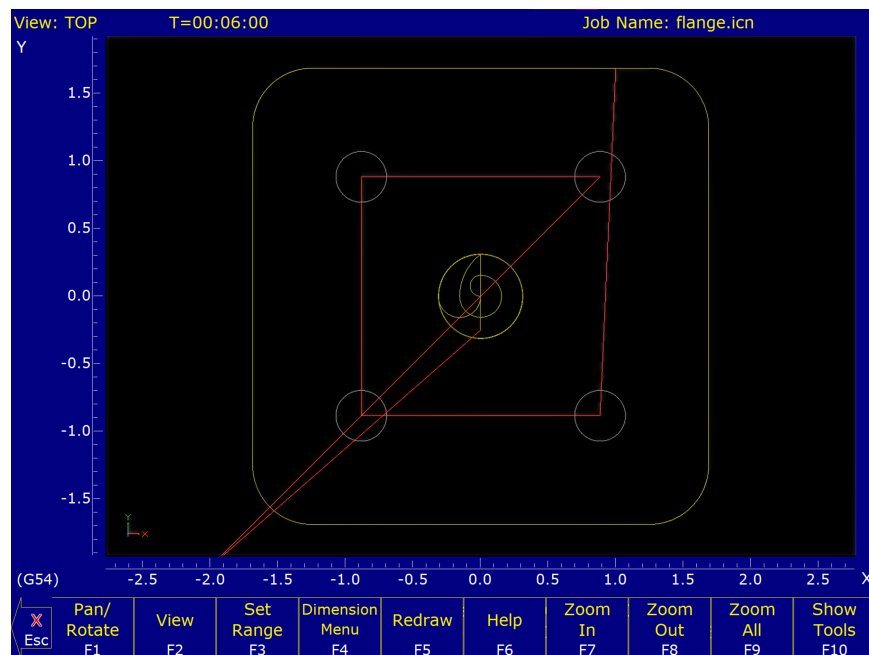 View: TOP T=00:06:00 Job Name: flange.icn
Y
1.5
1.0
0.5
0.0
-0.5
-1.0
-1.5
Y
X
(G54) -2.5 -2.0 -1.5 -1.0 -0.5 0.0 0.5 1.0 1.5 2.0 2.5 X
X Esc
Pan/ Rotate F1
View F2
Set Range F3
Dimension Menu F4
Redraw F5
Help F6
Zoom In F7
Zoom Out F8
Zoom All F9
Show Tools F10